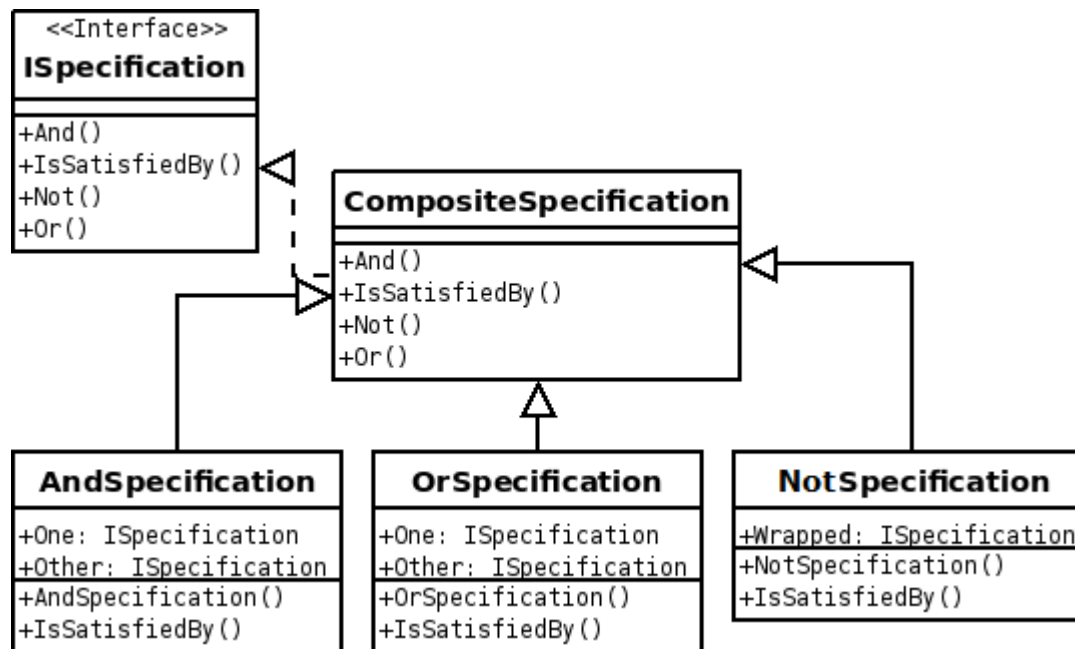 <<Interface>>
ISpecification
+And()
+IsSatisfiedBy()
+Not()
+Or()
CompositeSpecification
+And()
+IsSatisfiedBy()
+Not()
+Or()
AndSpecification
+One: ISpecification
+Other: ISpecification
+AndSpecification()
+IsSatisfiedBy()
OrSpecification
+One: ISpecification
+Other: ISpecification
+OrSpecification()
+IsSatisfiedBy()
NotSpecification
+Wrapped: ISpecification
+NotSpecification()
+IsSatisfiedBy()